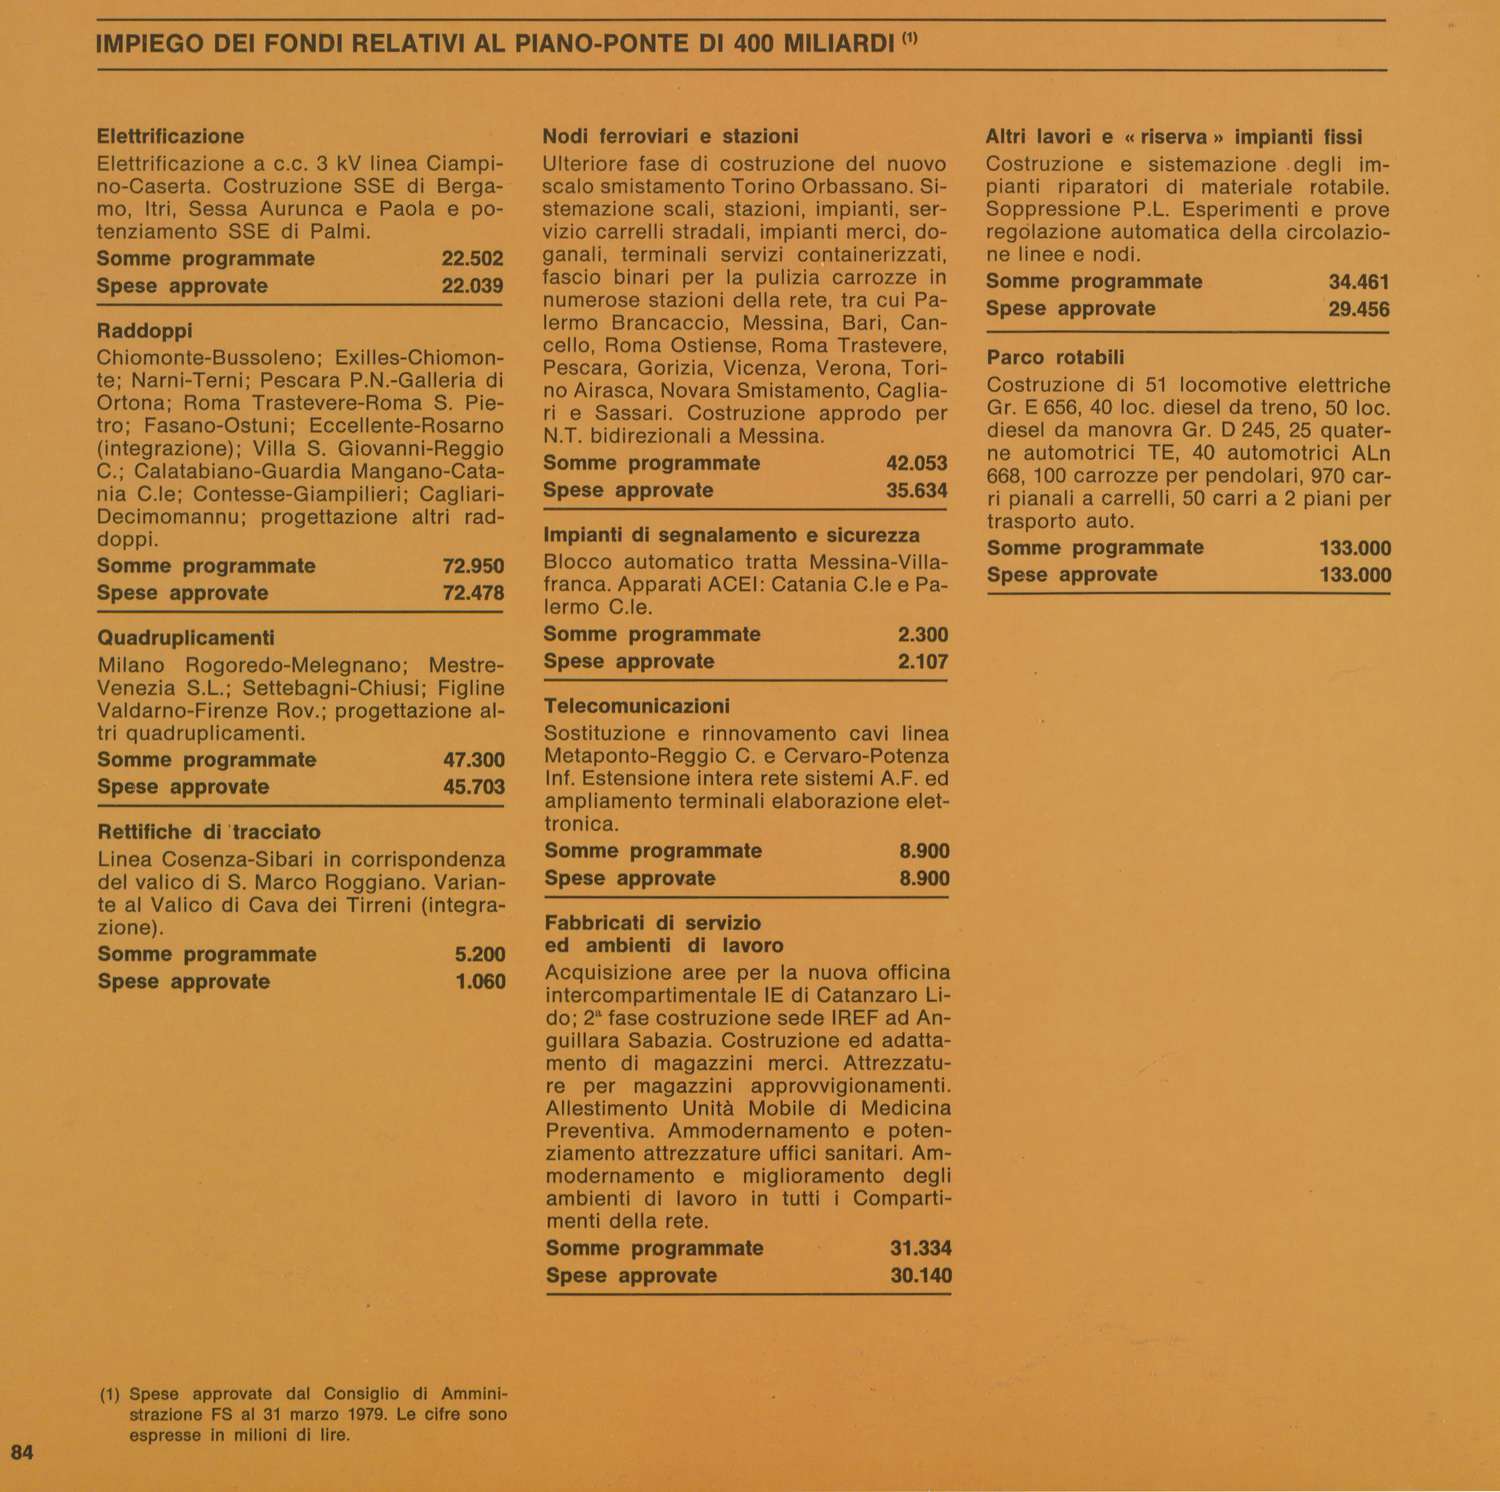 IMPIEGO DEI FONDI RELATIVI AL PIANO-PONTE DI 400 MILIARDI (1)
Elettrificazione
Elettrificazione a c.c. 3 kV linea Ciampi-
no-Caserta. Costruzione SSE di Berga-
mo, Itri, Sessa Aurunca e Paola e po-
tenziamento SSE di Palmi.
Somme programmate 22.502
Spese approvate 22.039
Raddoppi
Chiomonte-Bussoleno; Exilles-Chiomon-
te; Narni-Terni; Pescara P.N.-Galleria di
Ortona; Roma Trastevere-Roma S. Pie-
tro; Fasano-Ostuni; Eccellente-Rosarno
(integrazione); Villa S. Giovanni-Reggio
C.; Calatabiano-Guardia Mangano-Cata-
nia C.le; Contesse-Giampilieri; Cagliari-
Decimomannu; progettazione altri rad-
doppi.
Somme programmate 72.950
Spese approvate 72.478
Quadruplicamenti
Milano Rogoredo-Melegnano; Mestre-
Venezia S.L.; Settebagni-Chiusi; Figline
Valdarno-Firenze Rov.; progettazione al-
tri quadruplicamenti.
Somme programmate 47.300
Spese approvate 45.703
Rettifiche di tracciato
Linea Cosenza-Sibari in corrispondenza
del valico di S. Marco Roggiano. Varian-
te al Valico di Cava dei Tirreni (integra-
zione).
Somme programmate 5.200
Spese approvate 1.060
Nodi ferroviari e stazioni
Ulteriore fase di costruzione del nuovo
scalo smistamento Torino Orbassano. Si-
stemazione scali, stazioni, impianti, ser-
vizio carrelli stradali, impianti merci, do-
ganali, terminali servizi containerizzati,
fascio binari per la pulizia carrozze in
numerose stazioni della rete, tra cui Pa-
lermo Brancaccio, Messina, Bari, Can-
cello, Roma Ostiense, Roma Trastevere,
Pescara, Gorizia, Vicenza, Verona, Tori-
no Airasca, Novara Smistamento, Caglia-
ri e Sassari. Costruzione approdo per
N.T. bidirezionali a Messina.
Somme programmate 42.053
Spese approvate 35.634
Impianti di segnalamento e sicurezza
Blocco automatico tratta Messina-Villa-
franca. Apparati ACEI: Catania C.le e Pa-
lermo C.le.
Somme programmate 2.300
Spese approvate 2.107
Telecomunicazioni
Sostituzione e rinnovamento cavi linea
Metaponto-Reggio C. e Cervaro-Potenza
Inf. Estensione intera rete sistemi A.F. ed
ampliamento terminali elaborazione elet-
tronica.
Somme programmate 8.900
Spese approvate 8.900
Fabbricati di servizio
ed ambienti di lavoro
Acquisizione aree per la nuova officina
intercompartimentale IE di Catanzaro Li-
do; 2ª fase costruzione sede IREF ad An-
guillara Sabazia. Costruzione ed adatta-
mento di magazzini merci. Attrezzatu-
re per magazzini approvvigionamenti.
Allestimento Unità Mobile di Medicina
Preventiva. Ammodernamento e poten-
ziamento attrezzature uffici sanitari. Am-
modernamento e miglioramento degli
ambienti di lavoro in tutti i Comparti-
menti della rete.
Somme programmate 31.334
Spese approvate 30.140
Altri lavori e « riserva » impianti fissi
Costruzione e sistemazione degli im-
pianti riparatori di materiale rotabile.
Soppressione P.L. Esperimenti e prove
regolazione automatica della circolazio-
ne linee e nodi.
Somme programmate 34.461
Spese approvate 29.456
Parco rotabili
Costruzione di 51 locomotive elettriche
Gr. E 656, 40 loc. diesel da treno, 50 loc.
diesel da manovra Gr. D 245, 25 quater-
ne automotrici TE, 40 automotrici ALn
668, 100 carrozze per pendolari, 970 car-
ri pianali a carrelli, 50 carri a 2 piani per
trasporto auto.
Somme programmate 133.000
Spese approvate 133.000
(1) Spese approvate dal Consiglio di Ammini-
strazione FS al 31 marzo 1979. Le cifre sono
espresse in milioni di lire.
84